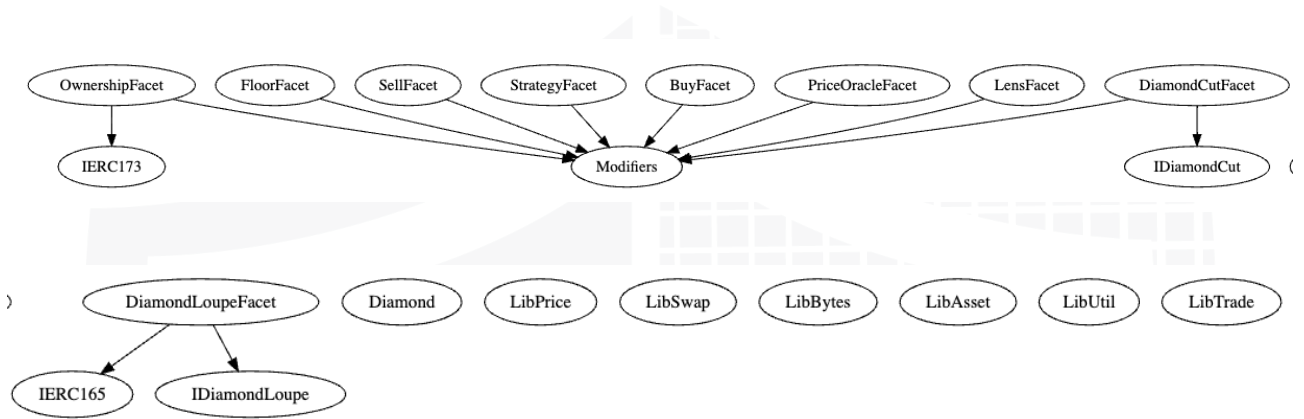 OwnershipFacet FloorFacet SellFacet StrategyFacet BuyFacet PriceOracleFacet LensFacet DiamondCutFacet
IERC173 Modifiers IDiamondCut
DiamondLoupeFacet Diamond LibPrice LibSwap LibBytes LibAsset LibUtil LibTrade
IERC165 IDiamondLoupe